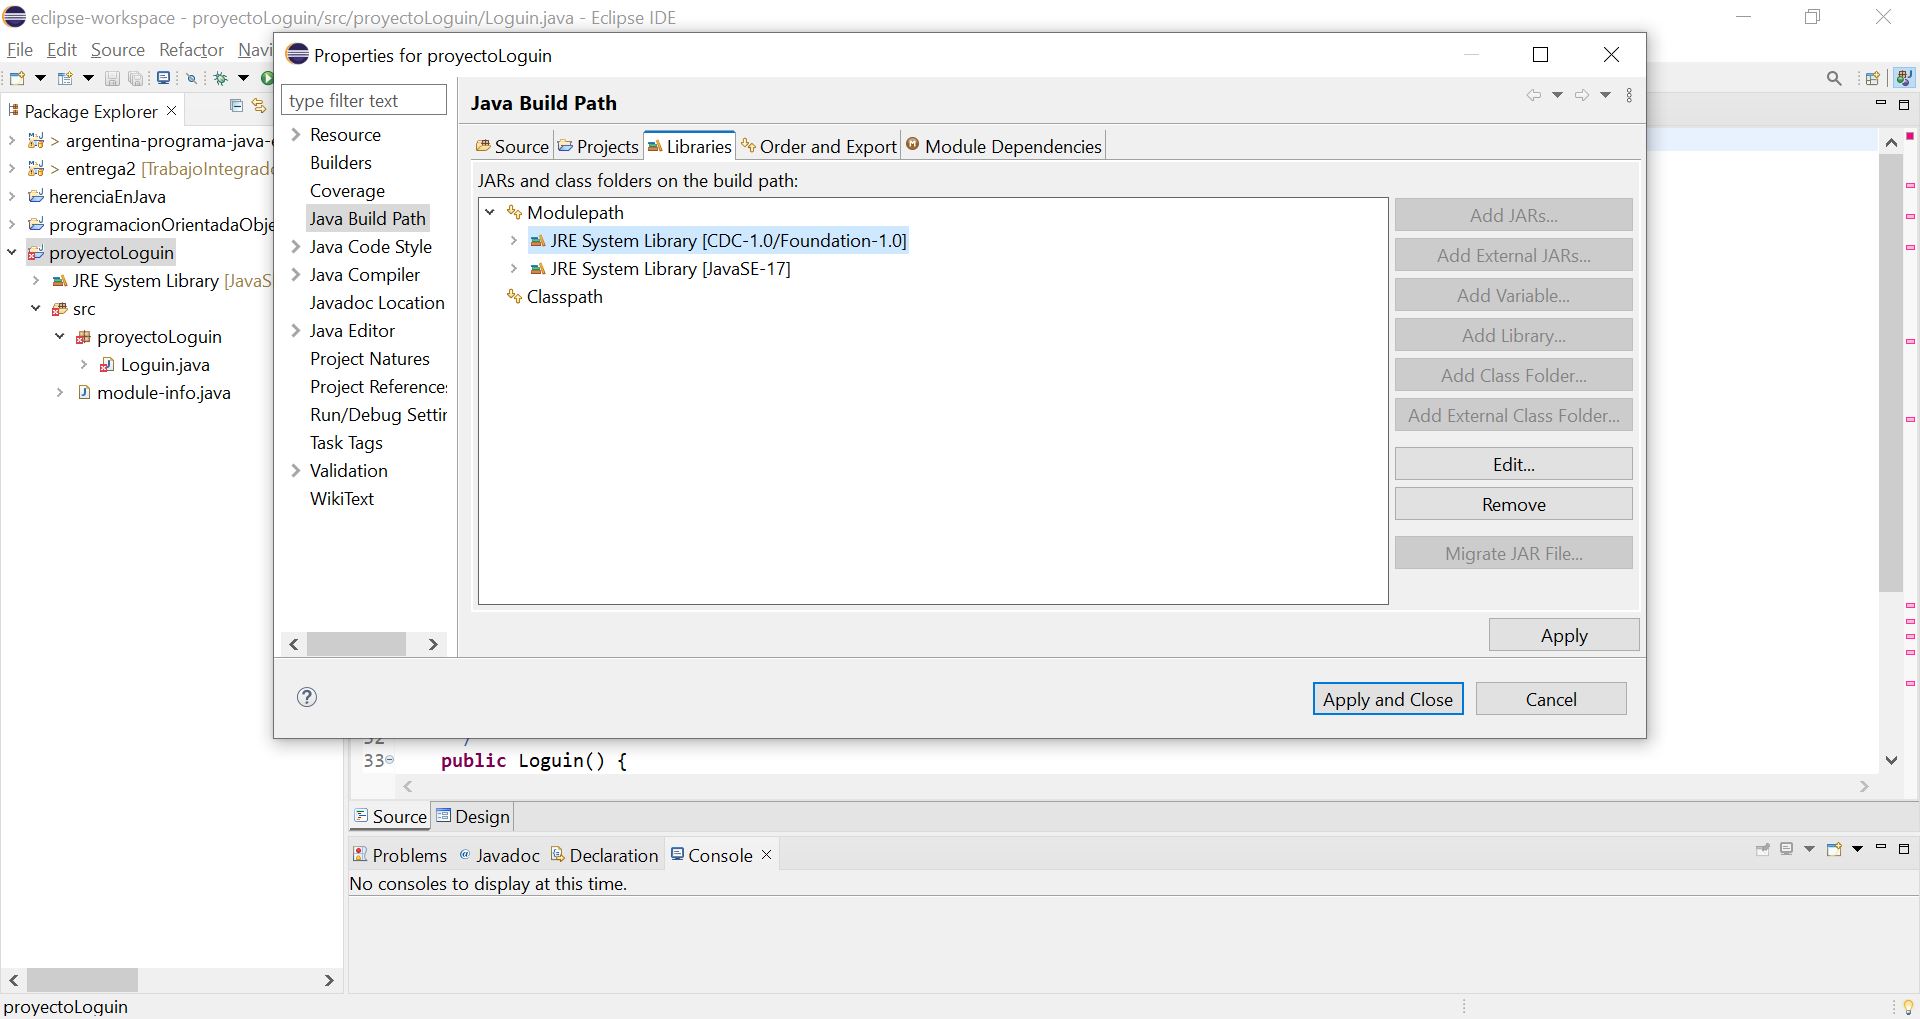 eclipse-workspace - proyectoLoguin/src/proyectoLoguin/Loguin.java - Eclipse IDE
File Edit Source Refactor Navi
Properties for proyectoLoguin
Package Explorer
> argentina-programa-java-
> entrega2 [TrabajoIntegrado
herenciaEnJava
programacionOrientadaObje
proyectoLoguin
JRE System Library [JavaS
src
proyectoLoguin
Loguin.java
module-info.java
type filter text
Resource
Builders
Coverage
Java Build Path
Java Code Style
Java Compiler
Javadoc Location
Java Editor
Project Natures
Project References
Run/Debug Settin
Task Tags
Validation
WikiText
Java Build Path
Source Projects Libraries Order and Export Module Dependencies
JARs and class folders on the build path:
Modulepath
JRE System Library [CDC-1.0/Foundation-1.0]
JRE System Library [JavaSE-17]
Classpath
Add JARs...
Add External JARs...
Add Variable...
Add Library...
Add Class Folder...
Add External Class Folder...
Edit...
Remove
Migrate JAR File...
Apply
Apply and Close Cancel
32 /
33 public Loguin() {
Source Design
Problems Javadoc Declaration Console
No consoles to display at this time.
proyectoLoguin